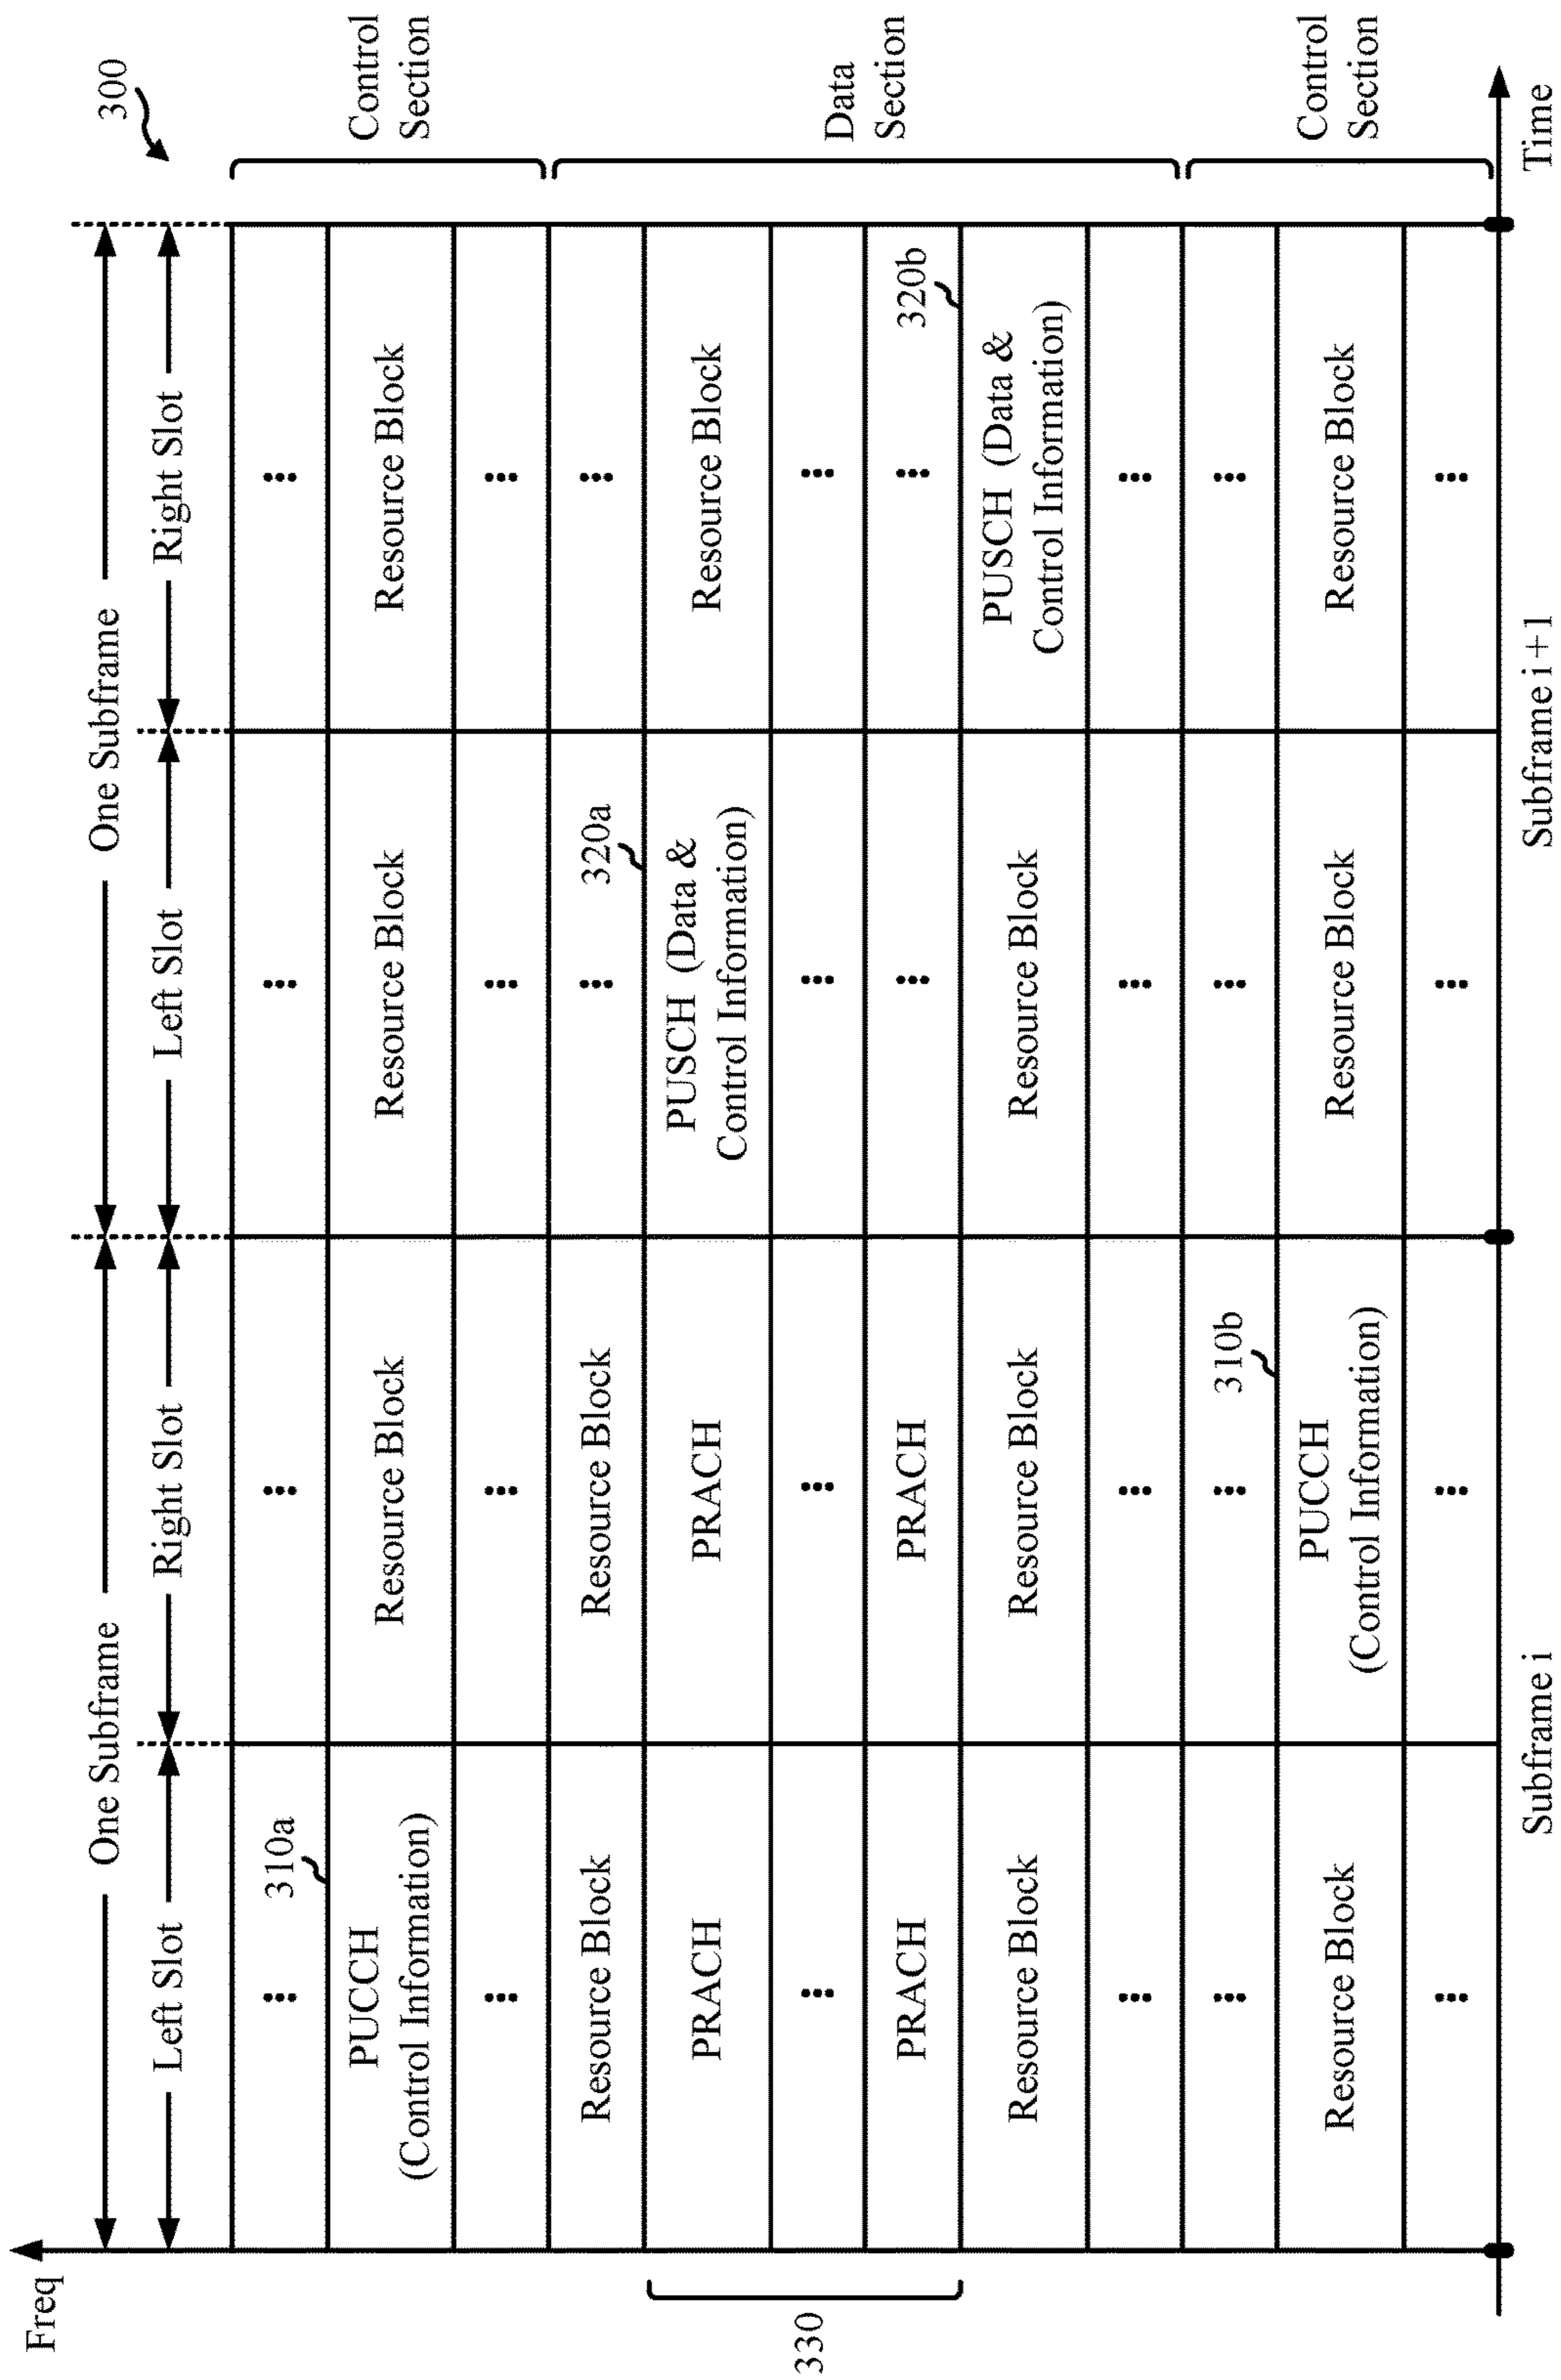 300
Freq
One Subframe
One Subframe
Left Slot
Right Slot
Left Slot
Right Slot
310a
PUCCH
(Control Information)
Resource Block
Resource Block
Resource Block
Control
Section
Resource Block
Resource Block
320a
330
PRACH
PRACH
PUSCH (Data &
Control Information)
Resource Block
Data
Section
PRACH
PRACH
320b
Resource Block
Resource Block
Resource Block
PUSCH (Data &
Control Information)
310b
Resource Block
PUCCH
(Control Information)
Resource Block
Resource Block
Control
Section
Subframe i
Subframe i + 1
Time